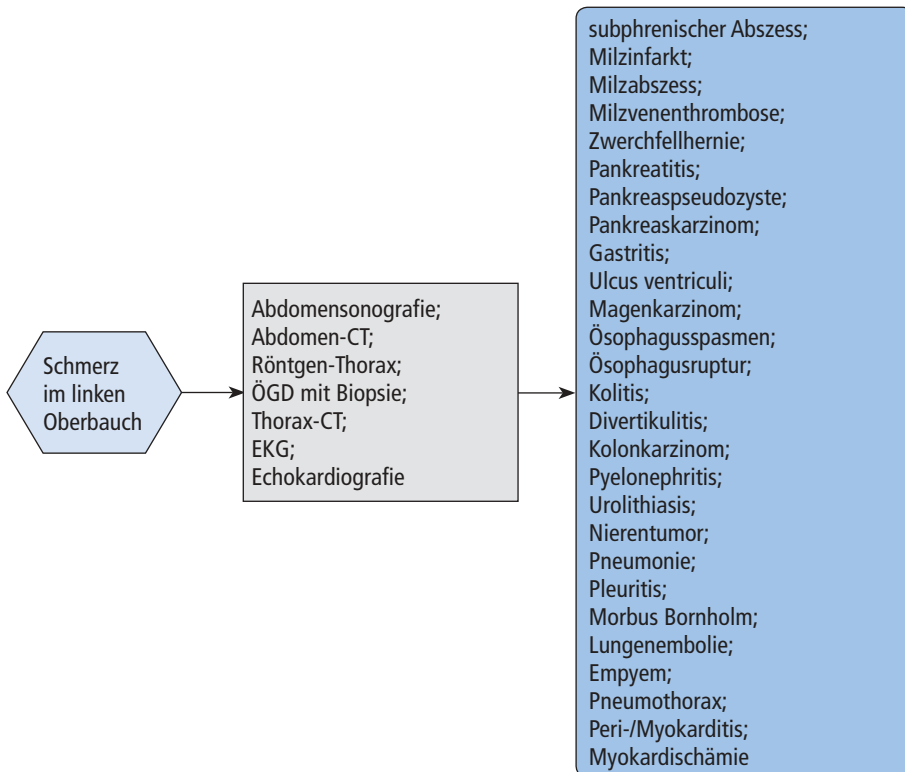 Schmerz
im linken
Oberbauch
Abdomensonografie;
Abdomen-CT;
Röntgen-Thorax;
ÖGD mit Biopsie;
Thorax-CT;
EKG;
Echokardiografie
subphrenischer Abszess;
Milzinfarkt;
Milzabszess;
Milzvenenthrombose;
Zwerchfellhernie;
Pankreatitis;
Pankreaspseudozyste;
Pankreaskarzinom;
Gastritis;
Ulcus ventriculi;
Magenkarzinom;
Ösophagusspasmen;
Ösophagusruptur;
Kolitis;
Divertikulitis;
Kolonkarzinom;
Pyelonephritis;
Urolithiasis;
Nierentumor;
Pneumonie;
Pleuritis;
Morbus Bornholm;
Lungenembolie;
Empyem;
Pneumothorax;
Peri-/Myokarditis;
Myokardischämie